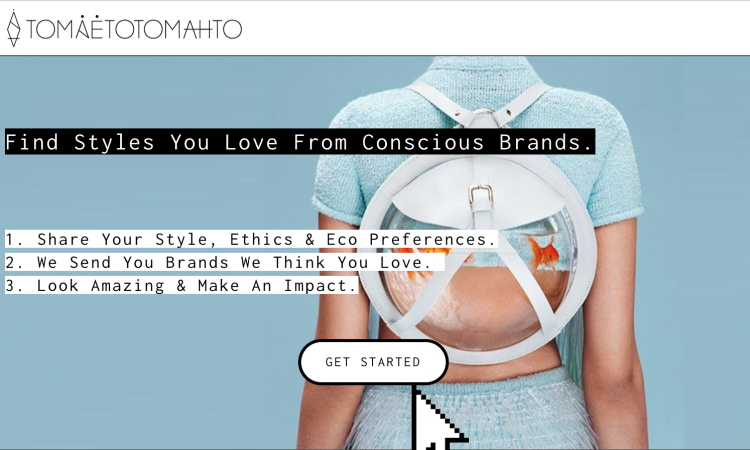 TOMȦĖTOTOMAHTO
Find Styles You Love From Conscious Brands.
1. Share Your Style, Ethics & Eco Preferences.
2. We Send You Brands We Think You Love.
3. Look Amazing & Make An Impact.
GET STARTED